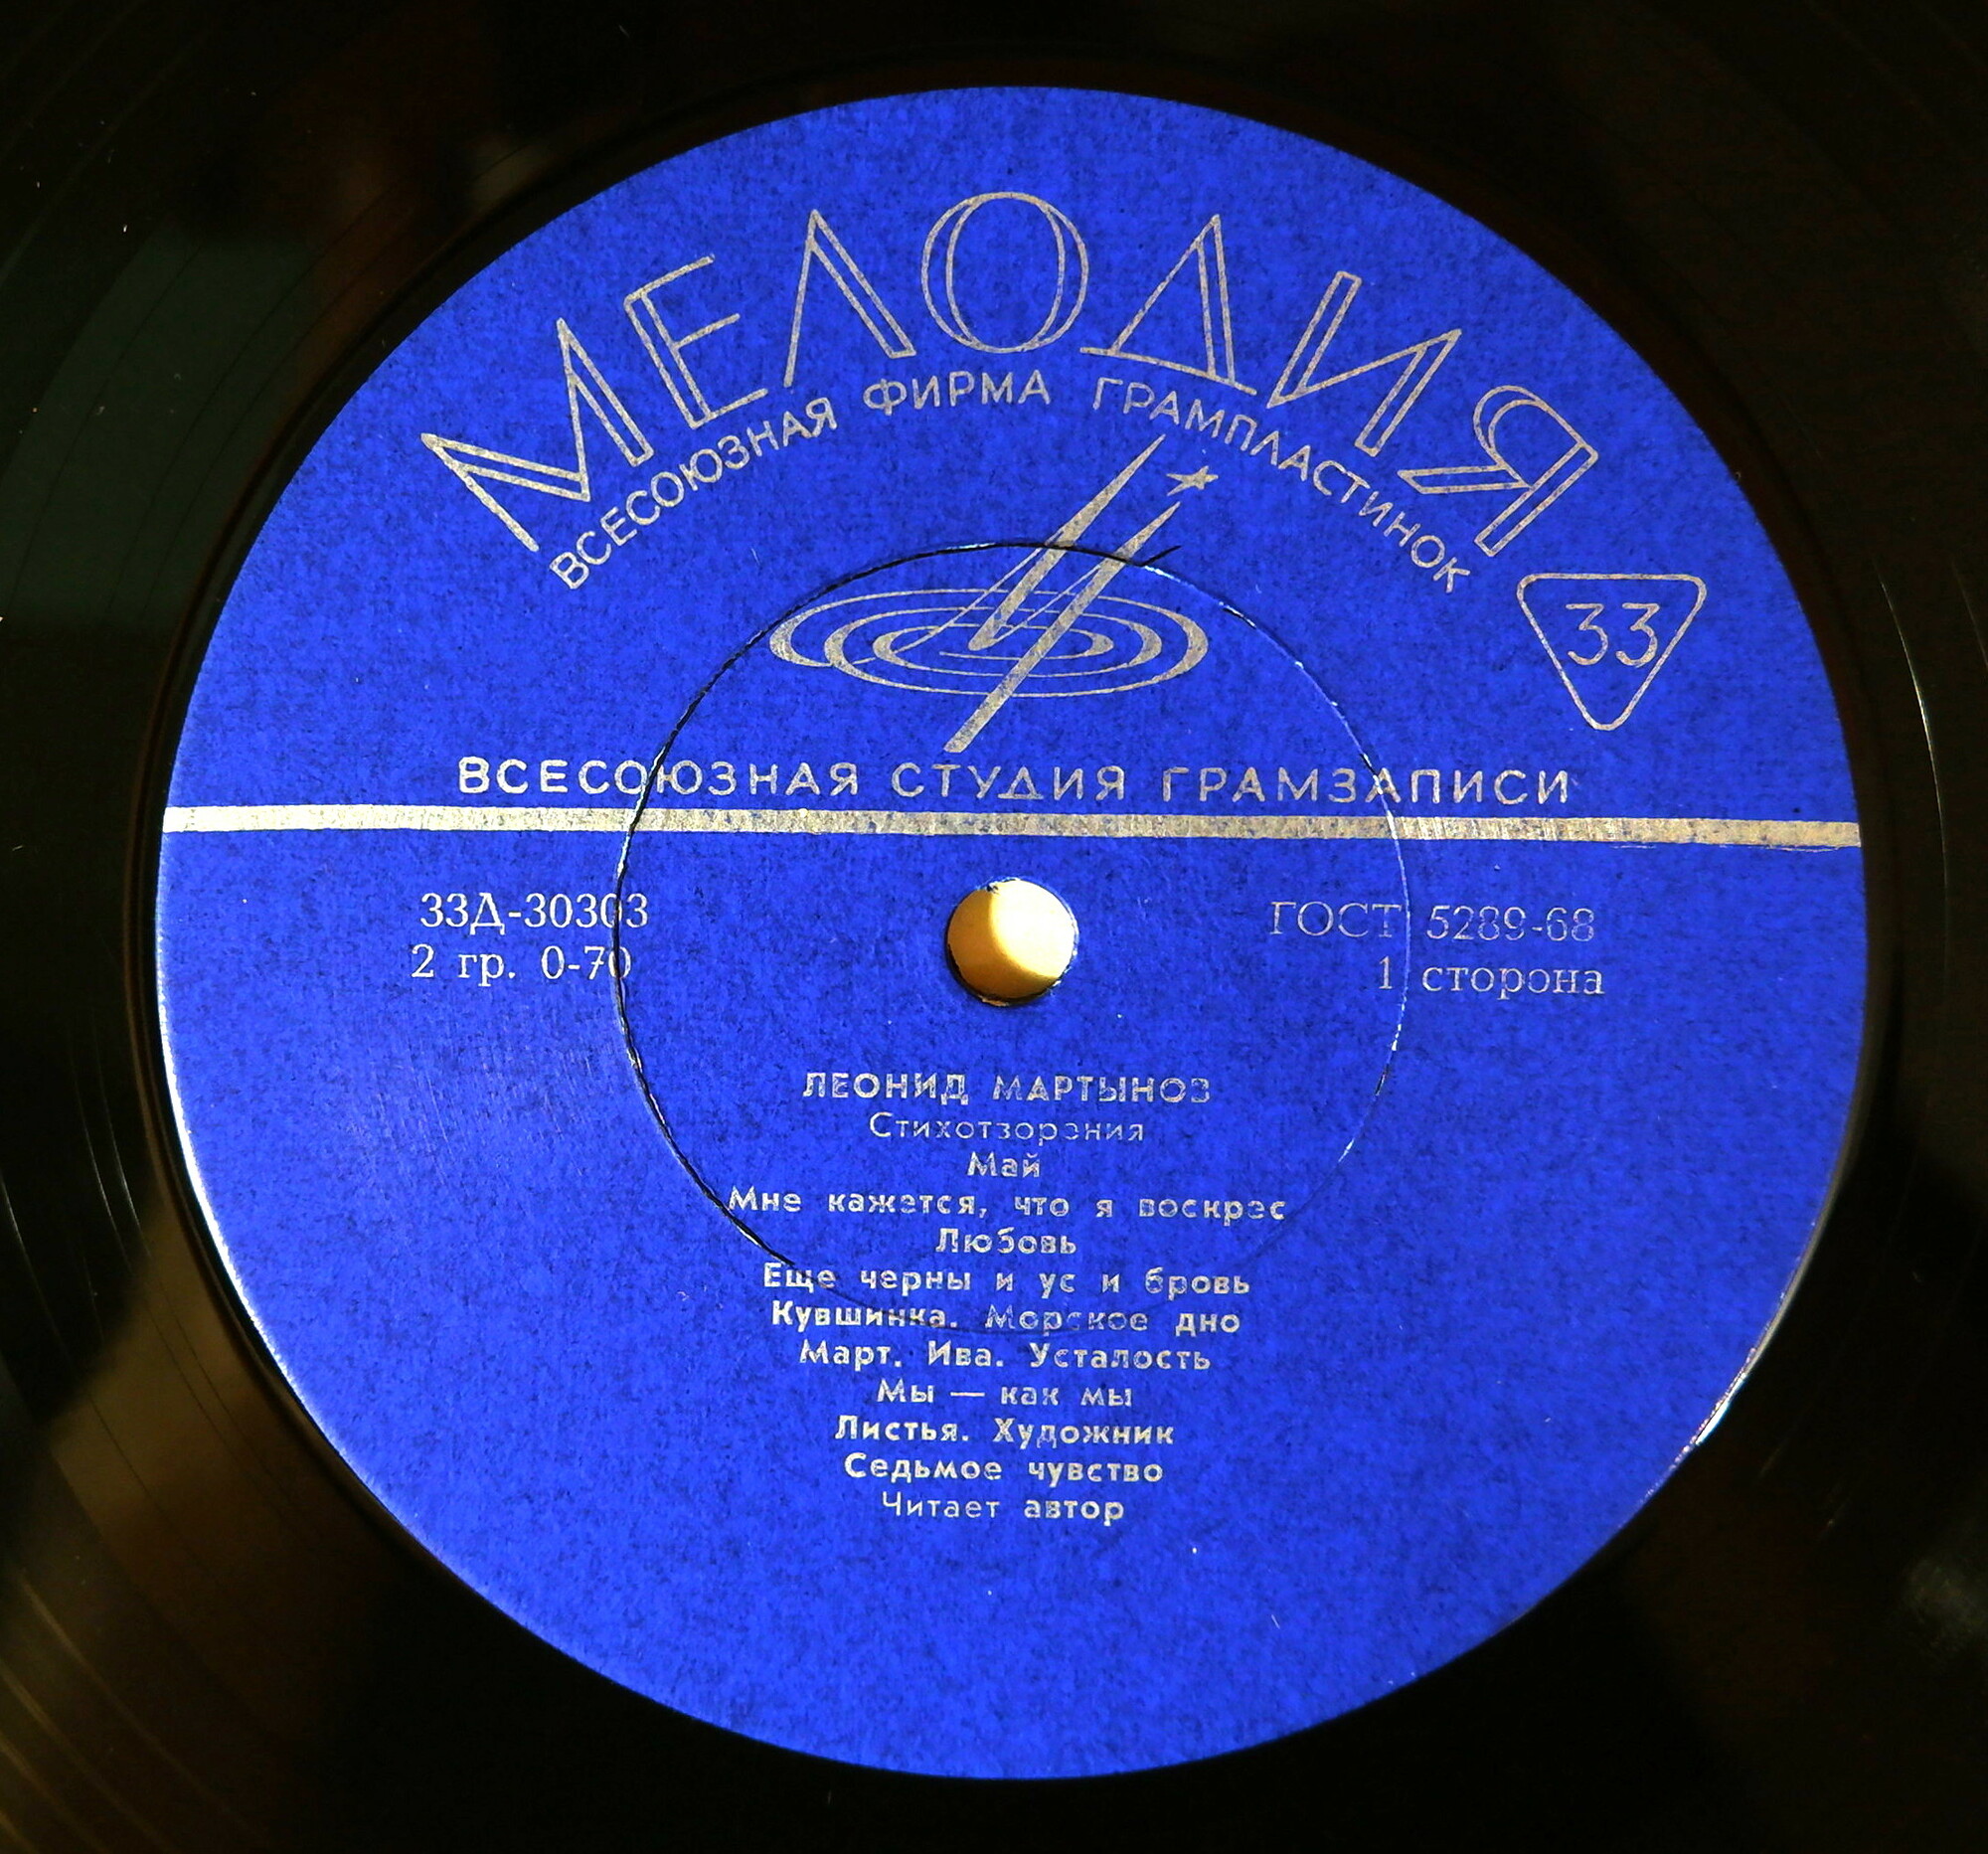 МЕЛОДИЯ
ВСЕСОЮЗНАЯ ФИРМА ГРАМПЛАСТИНОК
33
ВСЕСОЮЗНАЯ СТУДИЯ ГРАМЗАПИСИ
33Д-30303
2 гр. 0-70
ГОСТ 5289-68
1 сторона
ЛЕОНИД МАРТЫНОВ
Стихотворения
Май
Мне кажется, что я воскрес
Любовь
Еще черны и ус и бровь
Кувшинка. Морское дно
Март. Ива. Усталость
Мы — как мы
Листья. Художник
Седьмое чувство
Читает автор